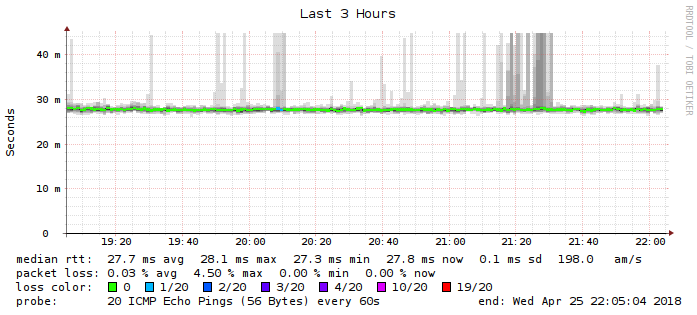 Last 3 Hours
RRDTOOL / TOBI OETIKER
Seconds
40 m
30 m
20 m
10 m
0
19:20 19:40 20:00 20:20 20:40 21:00 21:20 21:40 22:00
median rtt: 27.7 ms avg 28.1 ms max 27.3 ms min 27.8 ms now 0.1 ms sd 198.0 am/s
packet loss: 0.03 % avg 4.50 % max 0.00 % min 0.00 % now
loss color: 0 1/20 2/20 3/20 4/20 10/20 19/20
probe: 20 ICMP Echo Pings (56 Bytes) every 60s end: Wed Apr 25 22:05:04 2018